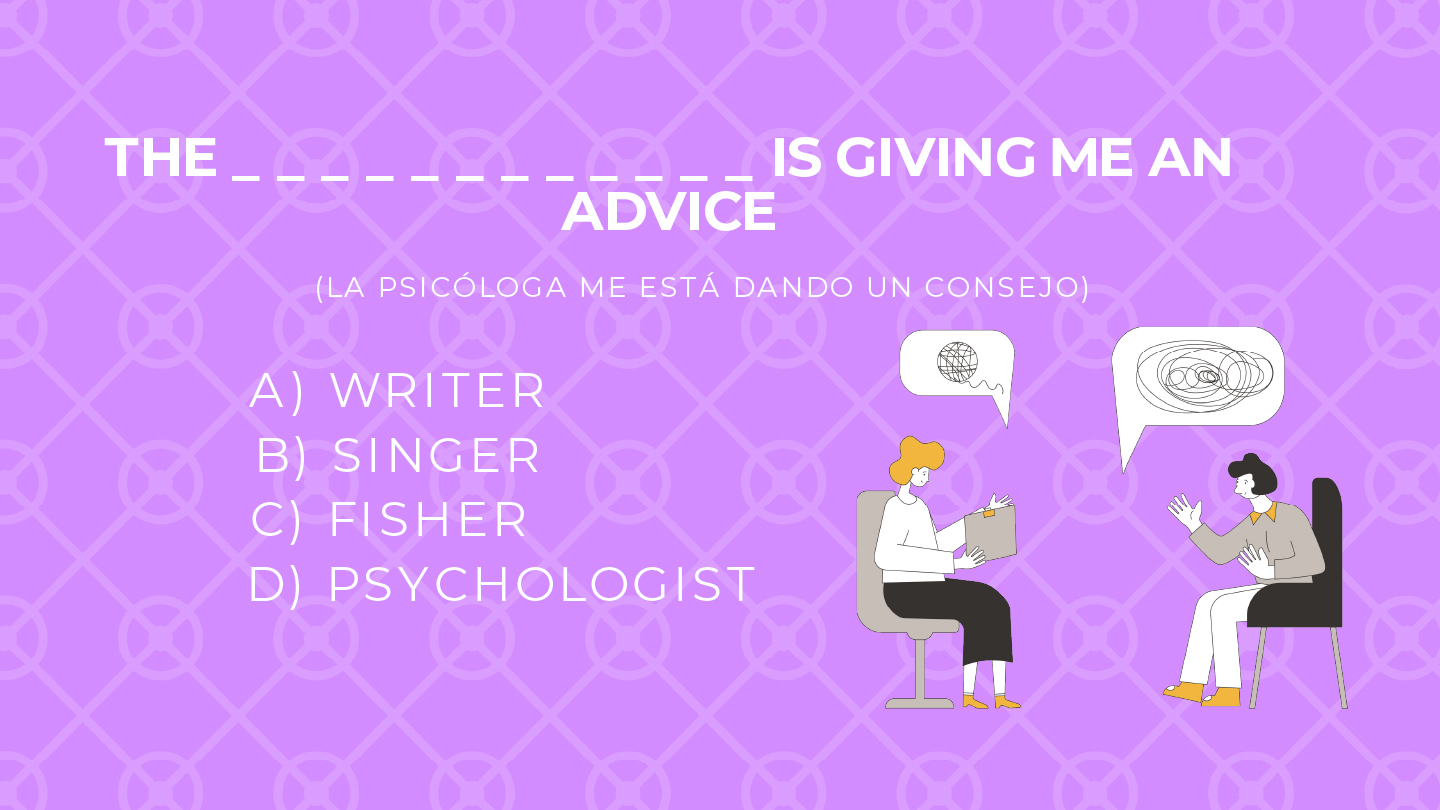 THE _ _ _ _ _ _ _ _ _ _ _ _ IS GIVING ME AN
ADVICE
(LA PSICÓLOGA ME ESTÁ DANDO UN CONSEJO)
A) WRITER
B) SINGER
C) FISHER
D) PSYCHOLOGIST